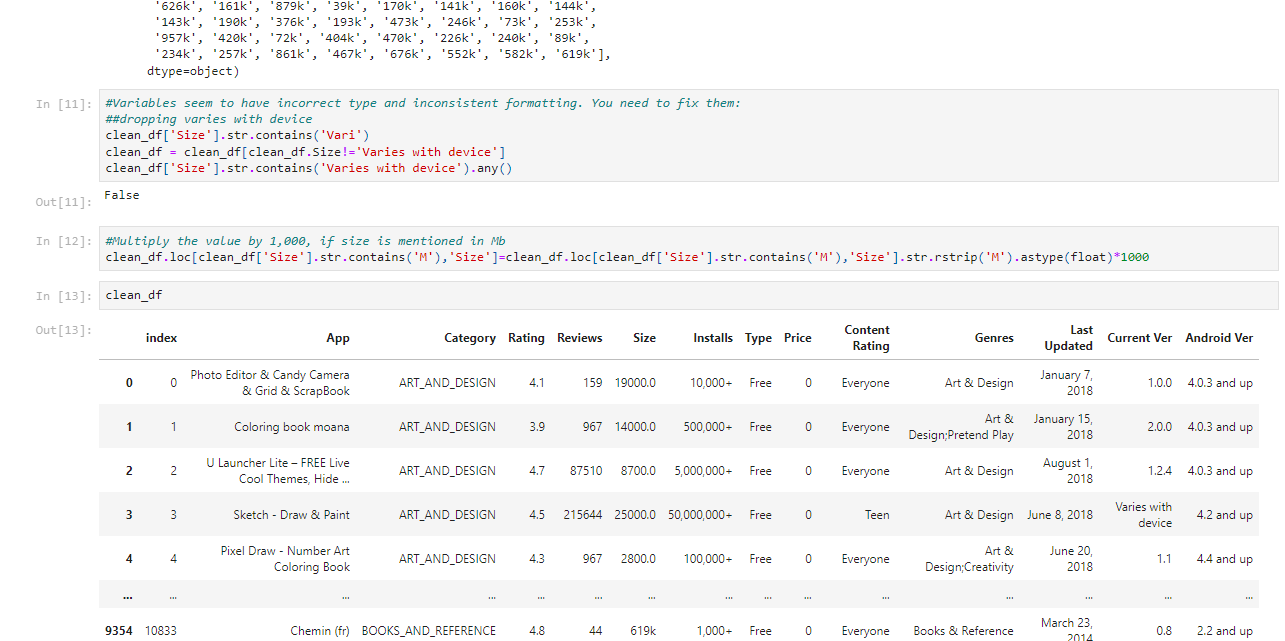 '626k', '161k', '879k', '39k', '170k', '141k', '160k', '144k',
'143k', '190k', '376k', '193k', '473k', '246k', '73k', '253k',
'957k', '420k', '72k', '404k', '470k', '226k', '240k', '89k',
'234k', '257k', '861k', '467k', '676k', '552k', '582k', '619k'],
dtype=object)
In [11]: #Variables seem to have incorrect type and inconsistent formatting. You need to fix them:
##dropping varies with device
clean_df['Size'].str.contains('Vari')
clean_df = clean_df[clean_df.Size!='Varies with device']
clean_df['Size'].str.contains('Varies with device').any()
Out[11]: False
In [12]: #Multiply the value by 1,000, if size is mentioned in Mb
clean_df.loc[clean_df['Size'].str.contains('M'),'Size']=clean_df.loc[clean_df['Size'].str.contains('M'),'Size'].str.rstrip('M').astype(float)*1000
In [13]: clean_df
Out[13]:
index App Category Rating Reviews Size Installs Type Price Content Rating Genres Last Updated Current Ver Android Ver
0 0 Photo Editor & Candy Camera & Grid & ScrapBook ART_AND_DESIGN 4.1 159 19000.0 10,000+ Free 0 Everyone Art & Design January 7, 2018 1.0.0 4.0.3 and up
1 1 Coloring book moana ART_AND_DESIGN 3.9 967 14000.0 500,000+ Free 0 Everyone Art & Design;Pretend Play January 15, 2018 2.0.0 4.0.3 and up
2 2 U Launcher Lite – FREE Live Cool Themes, Hide ... ART_AND_DESIGN 4.7 87510 8700.0 5,000,000+ Free 0 Everyone Art & Design August 1, 2018 1.2.4 4.0.3 and up
3 3 Sketch - Draw & Paint ART_AND_DESIGN 4.5 215644 25000.0 50,000,000+ Free 0 Teen Art & Design June 8, 2018 Varies with device 4.2 and up
4 4 Pixel Draw - Number Art Coloring Book ART_AND_DESIGN 4.3 967 2800.0 100,000+ Free 0 Everyone Art & Design;Creativity June 20, 2018 1.1 4.4 and up
... ... ... ... ... ... ... ... ... ... ... ... ... ... ...
9354 10833 Chemin (fr) BOOKS_AND_REFERENCE 4.8 44 619k 1,000+ Free 0 Everyone Books & Reference March 23, 2014 0.8 2.2 and up